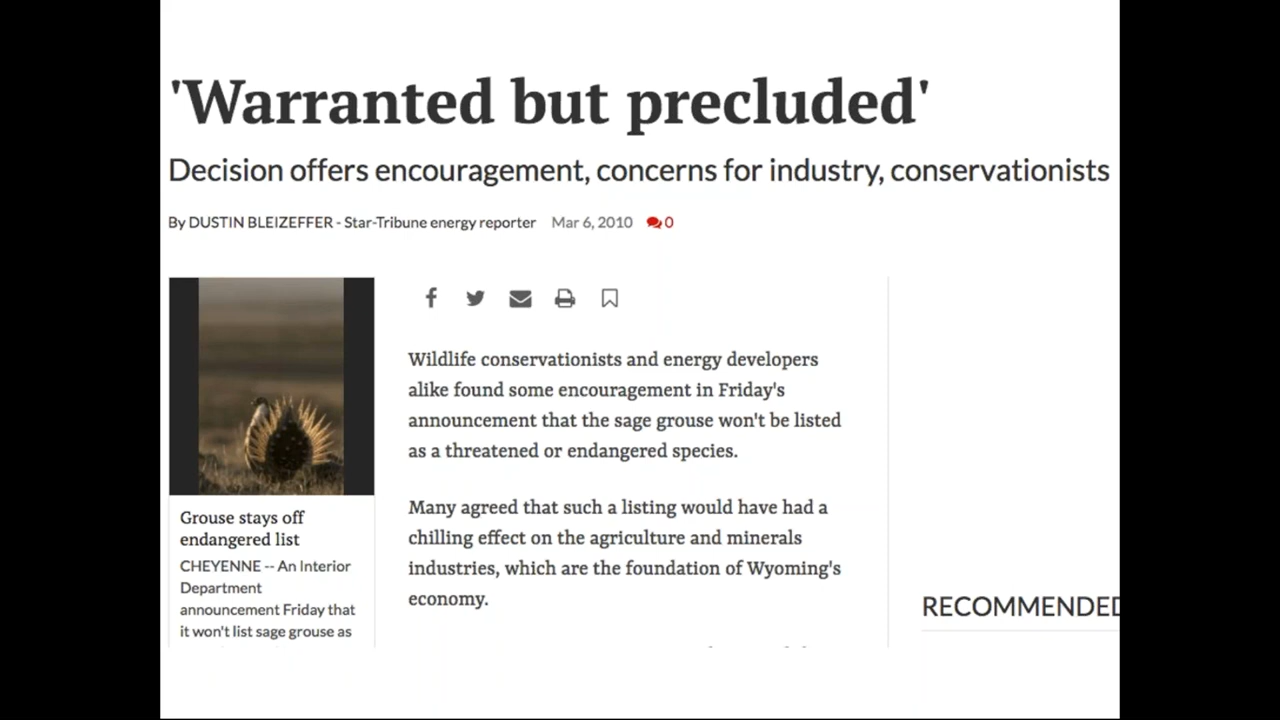 'Warranted but precluded'
Decision offers encouragement, concerns for industry, conservationists
By DUSTIN BLEIZEFFER - Star-Tribune energy reporter Mar 6, 2010 0
Grouse stays off
endangered list
CHEYENNE -- An Interior
Department
announcement Friday that
it won't list sage grouse as
Wildlife conservationists and energy developers
alike found some encouragement in Friday's
announcement that the sage grouse won't be listed
as a threatened or endangered species.
Many agreed that such a listing would have had a
chilling effect on the agriculture and minerals
industries, which are the foundation of Wyoming's
economy.
RECOMMENDED